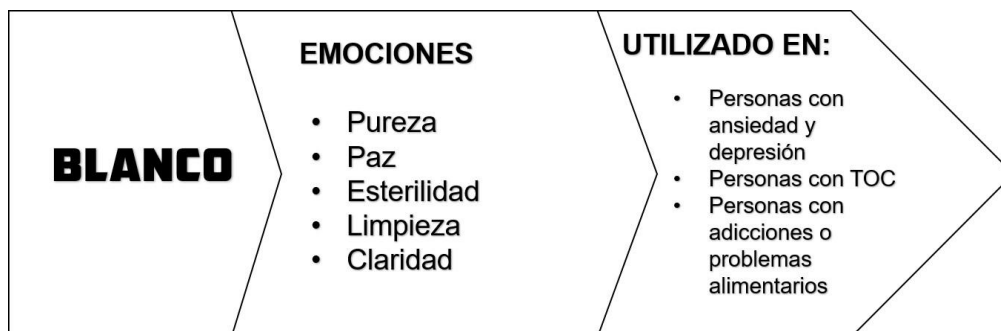 BLANCO
EMOCIONES
• Pureza
• Paz
• Esterilidad
• Limpieza
• Claridad
UTILIZADO EN:
• Personas con
ansiedad y
depresión
• Personas con TOC
• Personas con
adicciones o
problemas
alimentarios